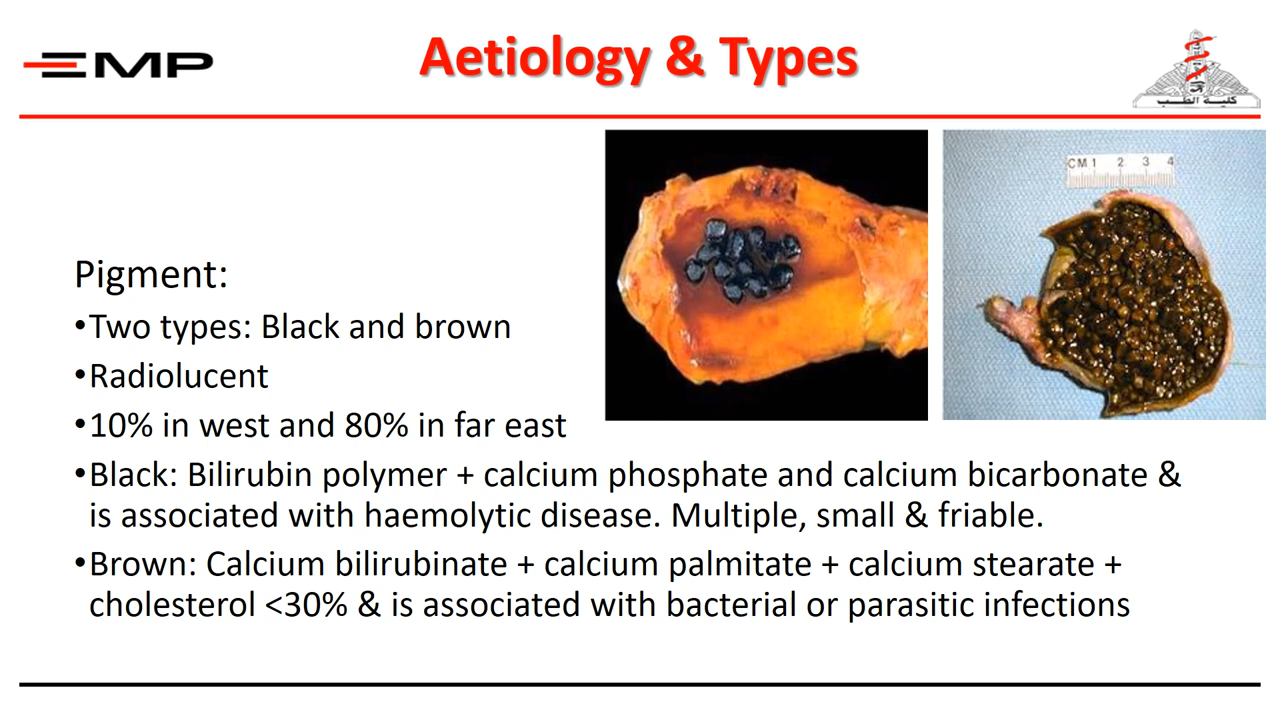 EMP
Aetiology & Types
كلية الطب
CM 1 2 3 4
Pigment:
•Two types: Black and brown
•Radiolucent
•10% in west and 80% in far east
•Black: Bilirubin polymer + calcium phosphate and calcium bicarbonate &
is associated with haemolytic disease. Multiple, small & friable.
•Brown: Calcium bilirubinate + calcium palmitate + calcium stearate +
cholesterol <30% & is associated with bacterial or parasitic infections